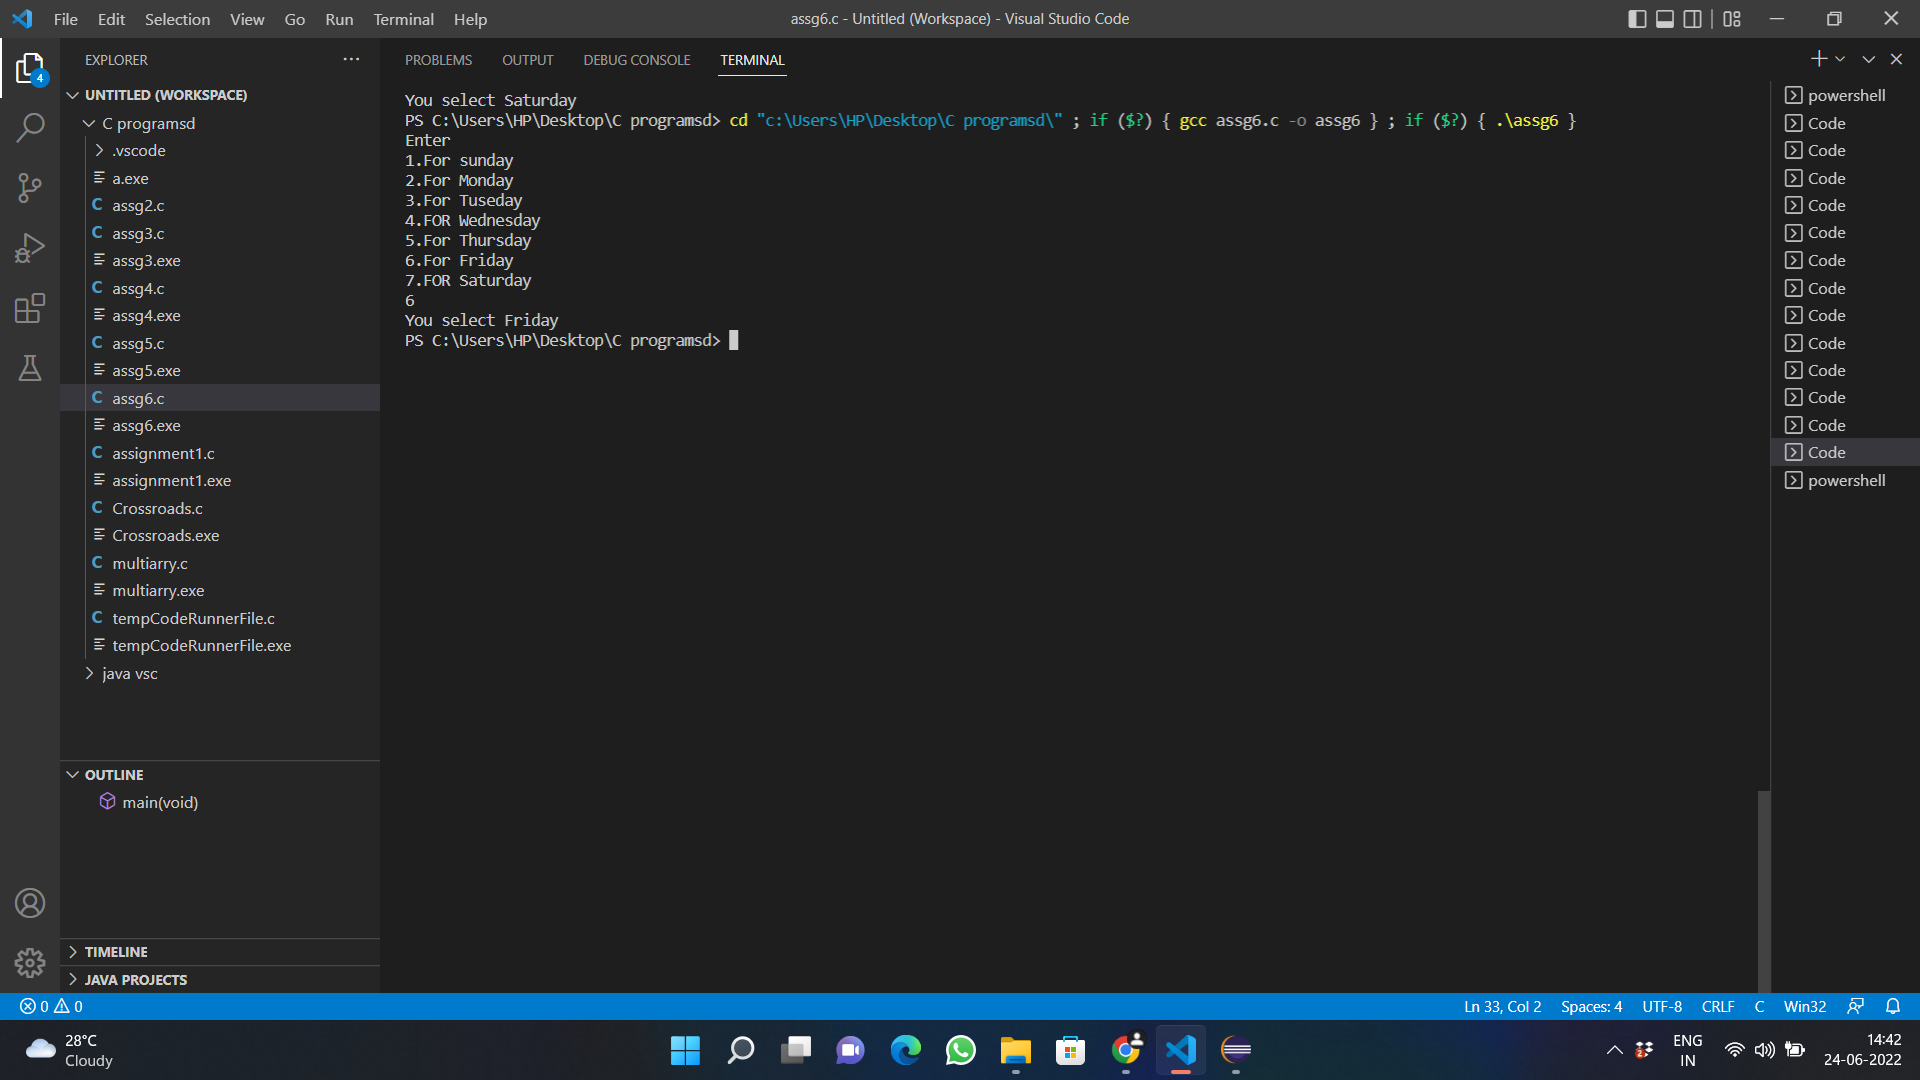 File Edit Selection View Go Run Terminal Help
assg6.c - Untitled (Workspace) - Visual Studio Code
EXPLORER
UNTITLED (WORKSPACE)
C programsd
.vscode
a.exe
C assg2.c
C assg3.c
assg3.exe
C assg4.c
assg4.exe
C assg5.c
assg5.exe
C assg6.c
assg6.exe
C assignment1.c
assignment1.exe
C Crossroads.c
Crossroads.exe
C multiarry.c
multiarry.exe
C tempCodeRunnerFile.c
tempCodeRunnerFile.exe
java vsc
OUTLINE
main(void)
TIMELINE
JAVA PROJECTS
4
PROBLEMS OUTPUT DEBUG CONSOLE TERMINAL
You select Saturday
PS C:\Users\HP\Desktop\C programsd> cd "c:\Users\HP\Desktop\C programsd\" ; if ($?) { gcc assg6.c -o assg6 } ; if ($?) { .\assg6 }
Enter
1.For sunday
2.For Monday
3.For Tuseday
4.FOR Wednesday
5.For Thursday
6.For Friday
7.FOR Saturday
6
You select Friday
PS C:\Users\HP\Desktop\C programsd>
powershell
Code
Code
Code
Code
Code
Code
Code
Code
Code
Code
Code
Code
Code
powershell
0 0
Ln 33, Col 2 Spaces: 4 UTF-8 CRLF C Win32
28°C
Cloudy
2
ENG
IN
14:42
24-06-2022